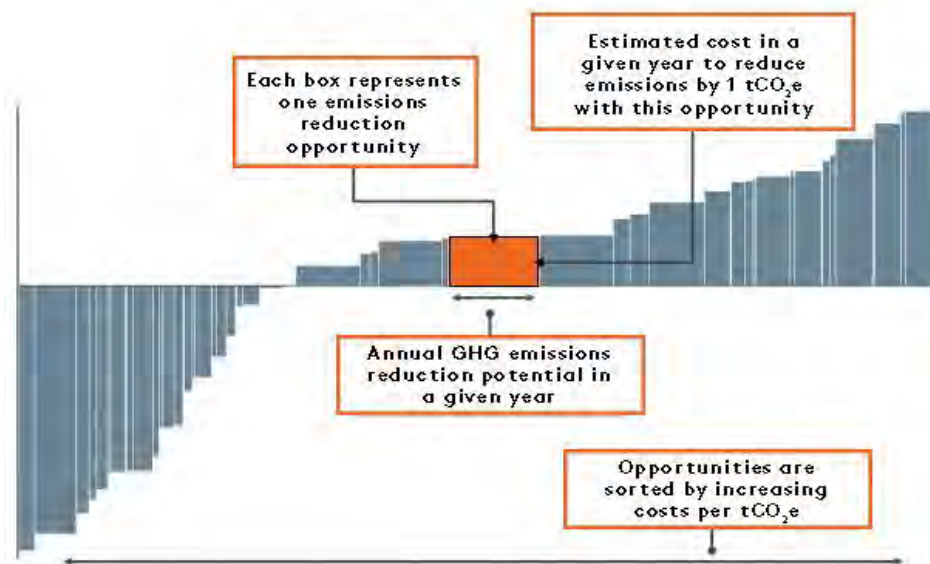 Each box represents
one emissions
reduction
opportunity
Estimated cost in a
given year to reduce
emissions by 1 tCO₂e
with this opportunity
Annual GHG emissions
reduction potential in
a given year
Opportunities are
sorted by increasing
costs per tCO₂e